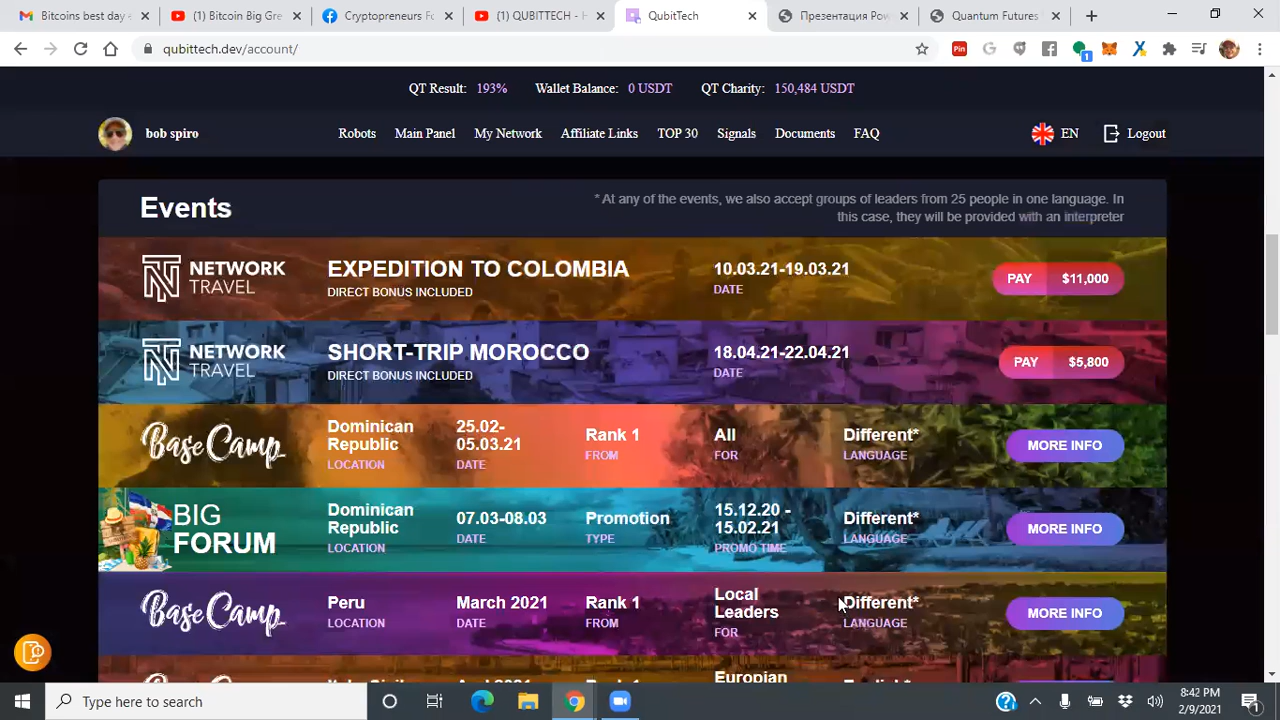 Bitcoins best day
(1) Bitcoin Big Gre
Cryptopreneurs Fo
(1) QUBITTECH - H
QubitTech
Презентация Pow
Quantum Futures
qubittech.dev/account/
Pin
1
QT Result: 193% Wallet Balance: 0 USDT QT Charity: 150,484 USDT
bob spiro Robots Main Panel My Network Affiliate Links TOP 30 Signals Documents FAQ EN Logout
Events
* At any of the events, we also accept groups of leaders from 25 people in one language. In
this case, they will be provided with an interpreter
NETWORK
TRAVEL
EXPEDITION TO COLOMBIA
DIRECT BONUS INCLUDED
10.03.21-19.03.21
DATE
PAY $11,000
NETWORK
TRAVEL
SHORT-TRIP MOROCCO
DIRECT BONUS INCLUDED
18.04.21-22.04.21
DATE
PAY $5,800
Base Camp
Dominican
Republic
LOCATION
25.02-
05.03.21
DATE
Rank 1
FROM
All
FOR
Different*
LANGUAGE
MORE INFO
BIG
FORUM
Dominican
Republic
LOCATION
07.03-08.03
DATE
Promotion
TYPE
15.12.20 -
15.02.21
PROMO TIME
Different*
LANGUAGE
MORE INFO
Base Camp
Peru
LOCATION
March 2021
DATE
Rank 1
FROM
Local
Leaders
FOR
Different*
LANGUAGE
MORE INFO
Europian
Type here to search
8:42 PM
2/9/2021
1